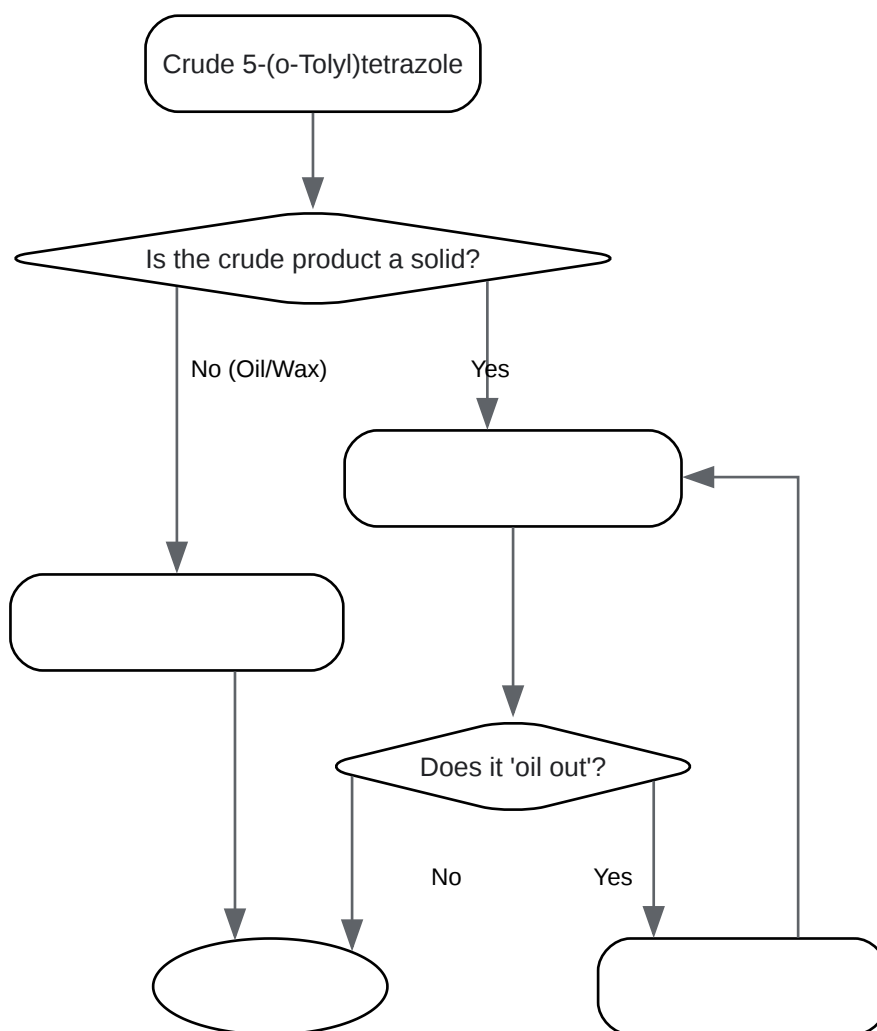 Crude 5-(o-Tolyl)tetrazole
Is the crude product a solid?
No (Oil/Wax)
Yes
Does it 'oil out'?
No
Yes